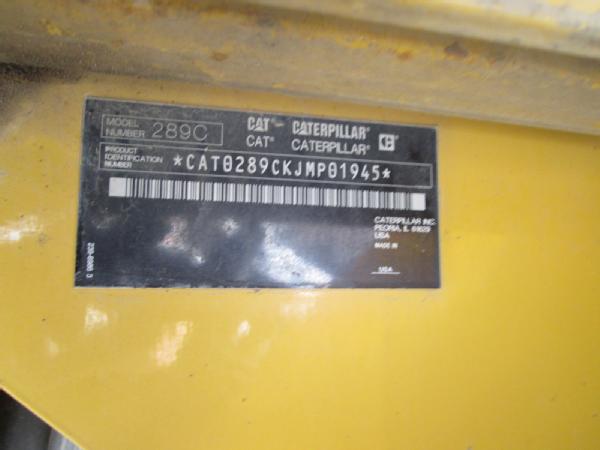 MODEL NUMBER 289C
CAT® CATERPILLAR®
CAT® CATERPILLAR®
PRODUCT IDENTIFICATION NUMBER
*CAT0289CKJMP01945*
CATERPILLAR INC.
PEORIA, IL 61629
USA
MADE IN
USA